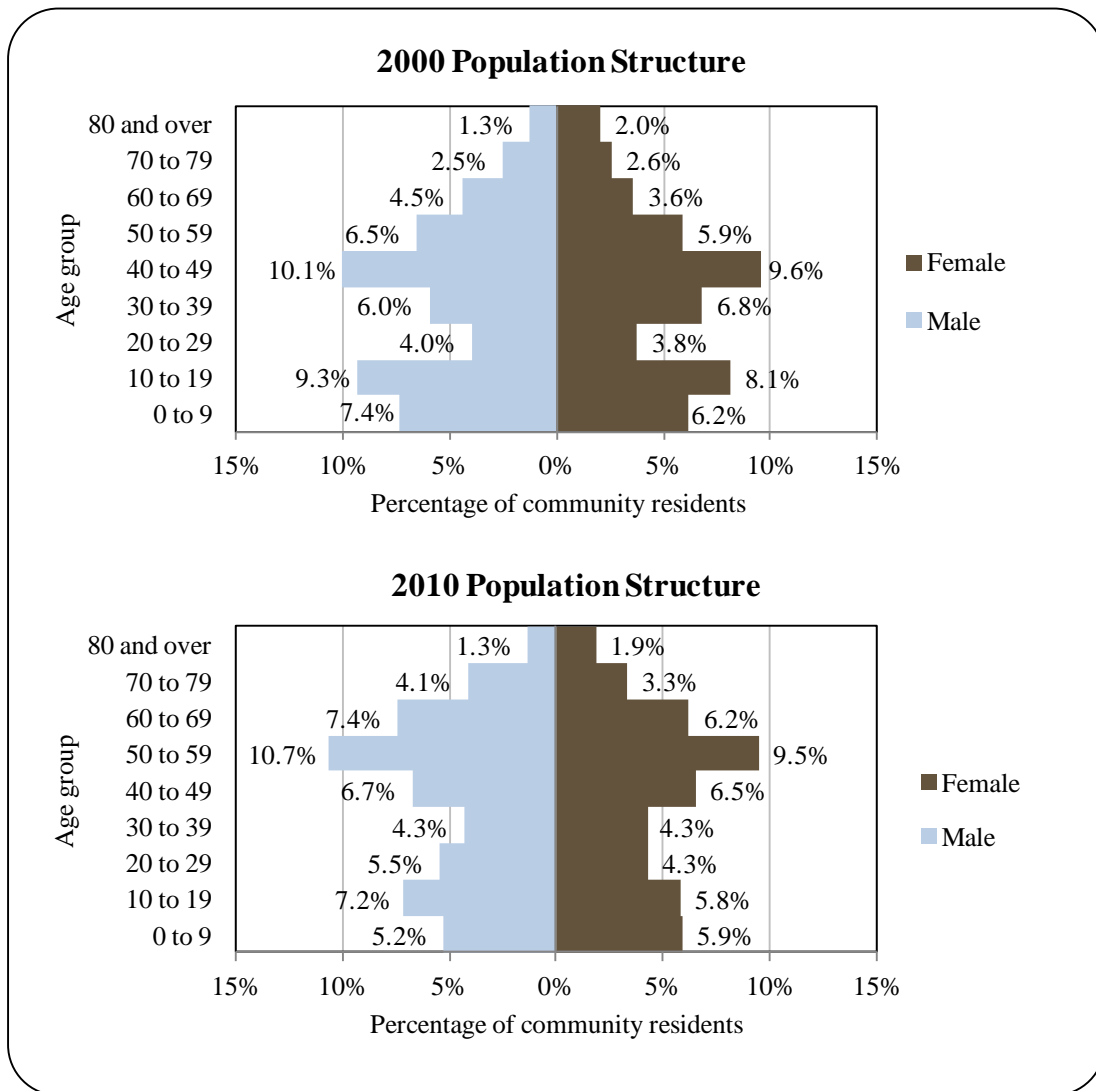 2000 Population Structure
80 and over 1.3% 2.0%
70 to 79 2.5% 2.6%
60 to 69 4.5% 3.6%
50 to 59 6.5% 5.9%
40 to 49 10.1% 9.6%
30 to 39 6.0% 6.8%
20 to 29 4.0% 3.8%
10 to 19 9.3% 8.1%
0 to 9 7.4% 6.2%
Age group
Female
Male
15% 10% 5% 0% 5% 10% 15%
Percentage of community residents
2010 Population Structure
80 and over 1.3% 1.9%
70 to 79 4.1% 3.3%
60 to 69 7.4% 6.2%
50 to 59 10.7% 9.5%
40 to 49 6.7% 6.5%
30 to 39 4.3% 4.3%
20 to 29 5.5% 4.3%
10 to 19 7.2% 5.8%
0 to 9 5.2% 5.9%
Age group
Female
Male
15% 10% 5% 0% 5% 10% 15%
Percentage of community residents